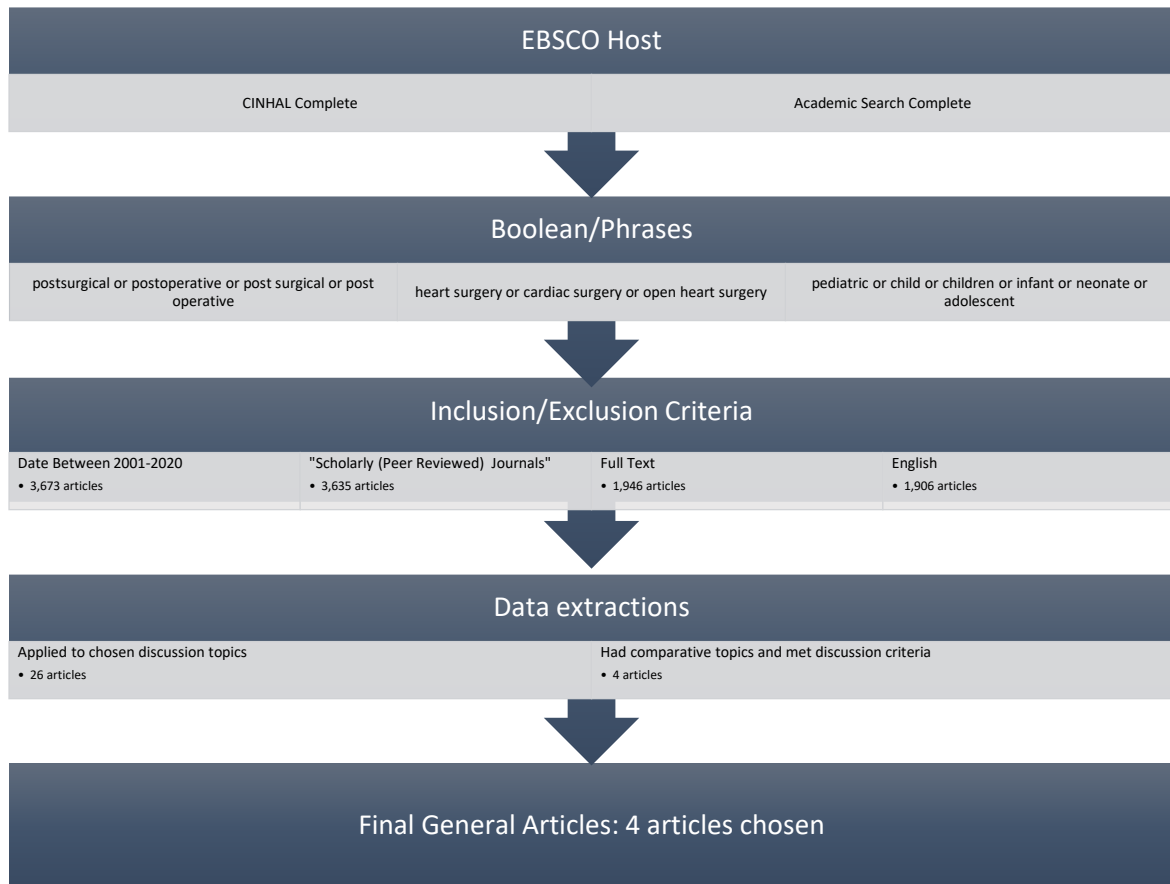 EBSCO Host
CINHAL Complete
Academic Search Complete
Boolean/Phrases
postsurgical or postoperative or post surgical or post
operative
heart surgery or cardiac surgery or open heart surgery
pediatric or child or children or infant or neonate or
adolescent
Inclusion/Exclusion Criteria
Date Between 2001-2020
• 3,673 articles
"Scholarly (Peer Reviewed) Journals"
• 3,635 articles
Full Text
• 1,946 articles
English
• 1,906 articles
Data extractions
Applied to chosen discussion topics
• 26 articles
Had comparative topics and met discussion criteria
• 4 articles
Final General Articles: 4 articles chosen